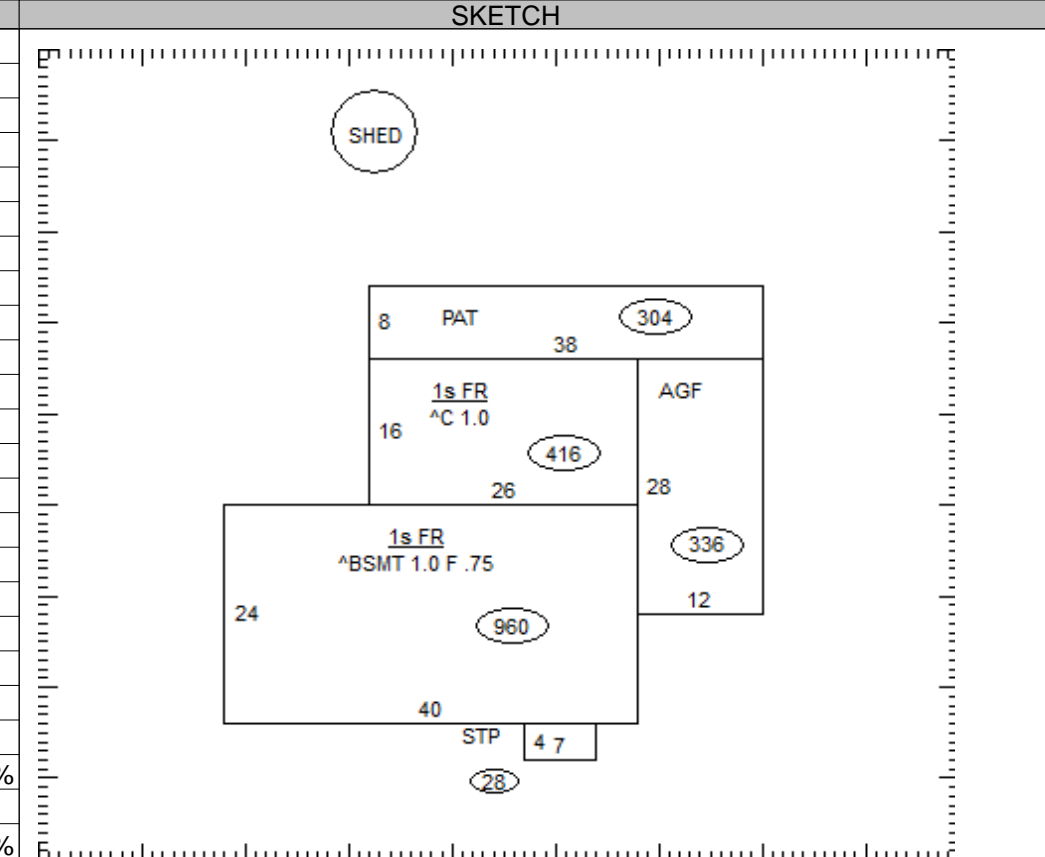 SKETCH
SHED
8 PAT 304
38
1s FR AGF
^C 1.0
16
416
26 28
1s FR
^BSMT 1.0 F .75
336
12
24
960
40
STP 4 7
28
%
%